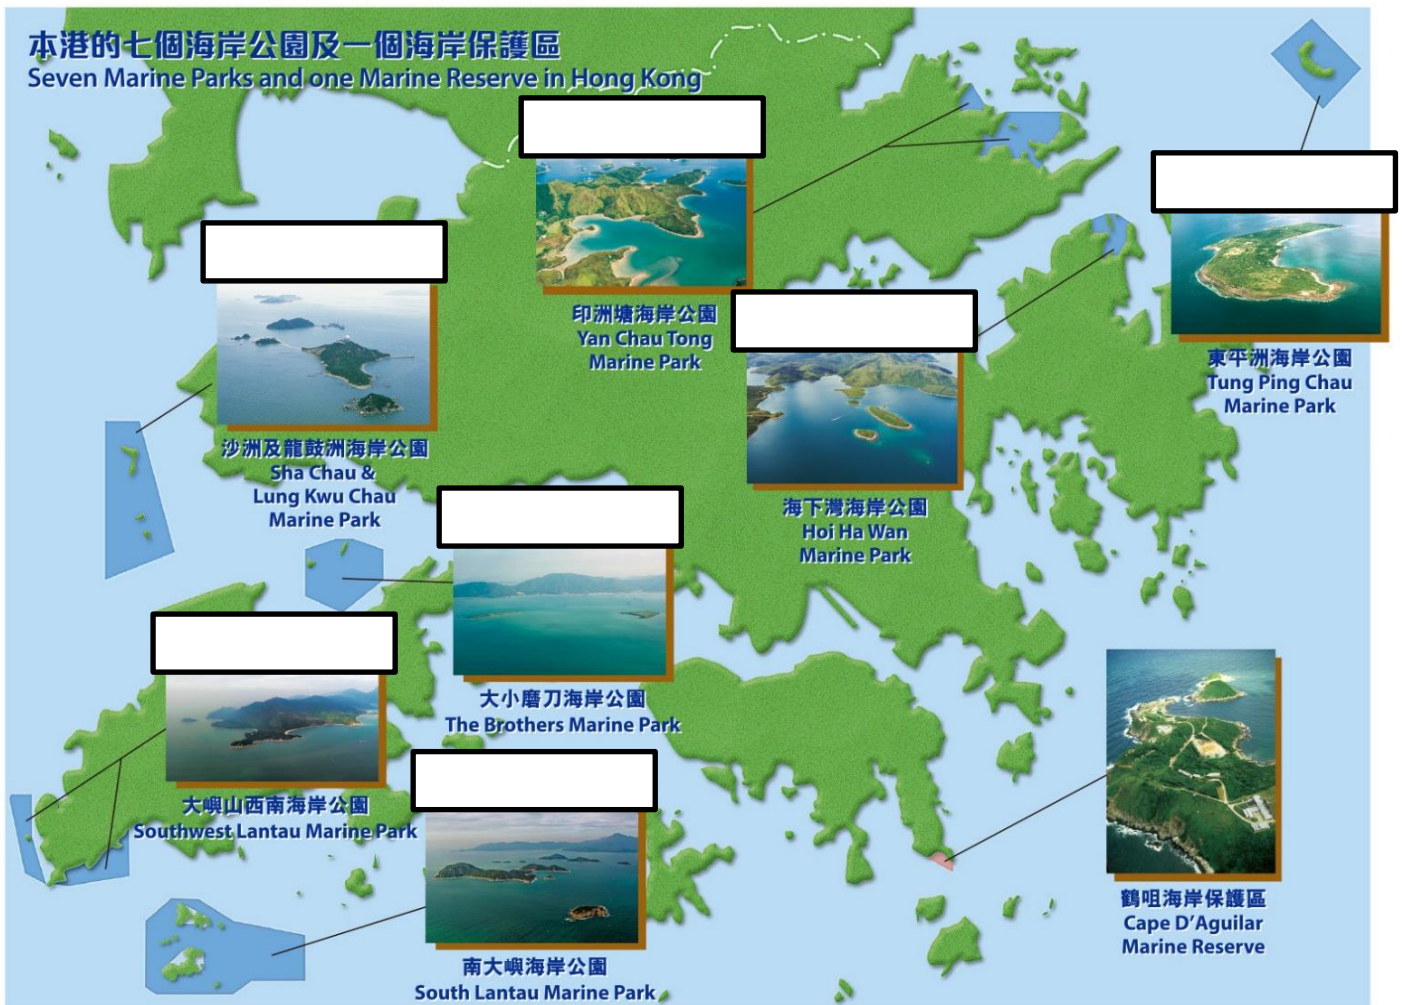 本港的七個海岸公園及一個海岸保護區
Seven Marine Parks and one Marine Reserve in Hong Kong
印洲塘海岸公園
Yan Chau Tong
Marine Park
東平洲海岸公園
Tung Ping Chau
Marine Park
沙洲及龍鼓洲海岸公園
Sha Chau &
Lung Kwu Chau
Marine Park
海下灣海岸公園
Hoi Ha Wan
Marine Park
大小磨刀海岸公園
The Brothers Marine Park
大嶼山西南海岸公園
Southwest Lantau Marine Park
鶴咀海岸保護區
Cape D’Aguilar
Marine Reserve
南大嶼海岸公園
South Lantau Marine Park